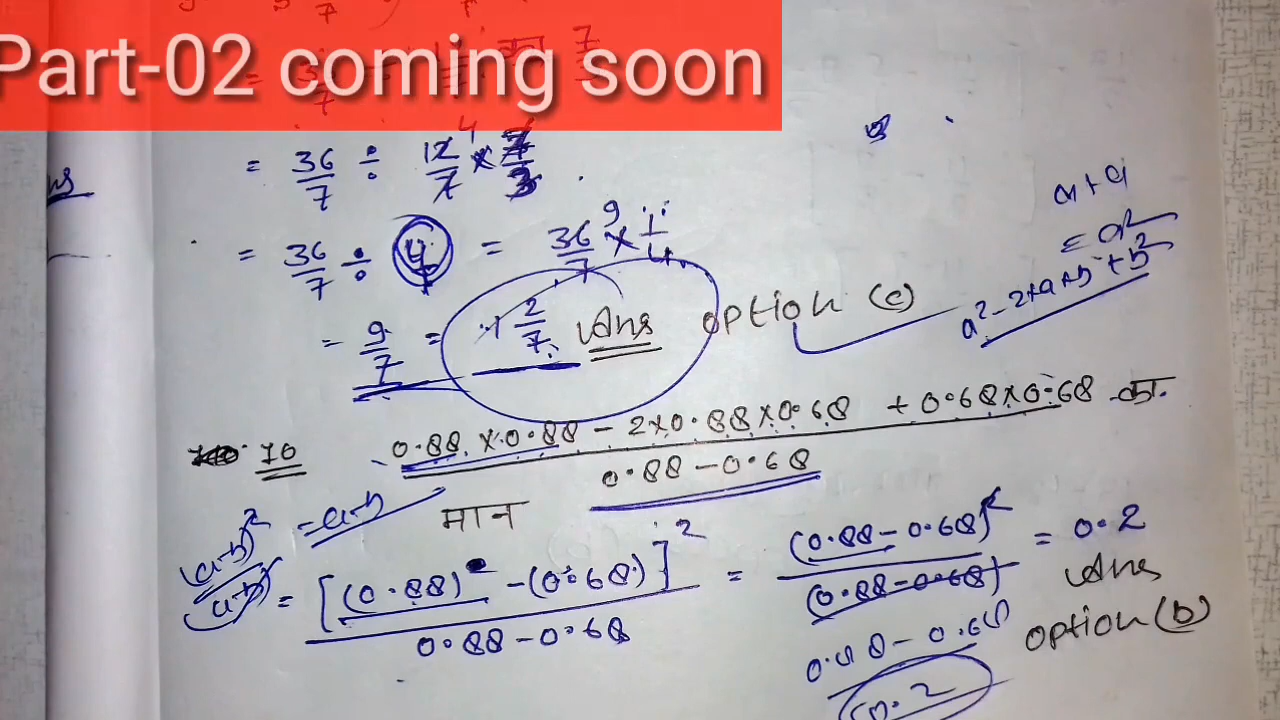 Part-02 coming soon
= 36/7 ÷ 12/7 × 7/3
= 36/7 ÷ 4 = 36/7 × 1/4
= 9/7 = 1 2/7 Ans option (c)
a + a
= a²
a² - 2×a×b + b²
70 0.88 × 0.88 - 2×0.88×0.68 + 0.68×0.68 का
0.88 - 0.68
मान
(a-b)²/(a-b) = a-b
= [(0.88) - (0.68)]² / 0.88 - 0.68 = (0.88 - 0.68)² / (0.88 - 0.68) = 0.2
Ans
option (b)
0.88 - 0.68
0.2